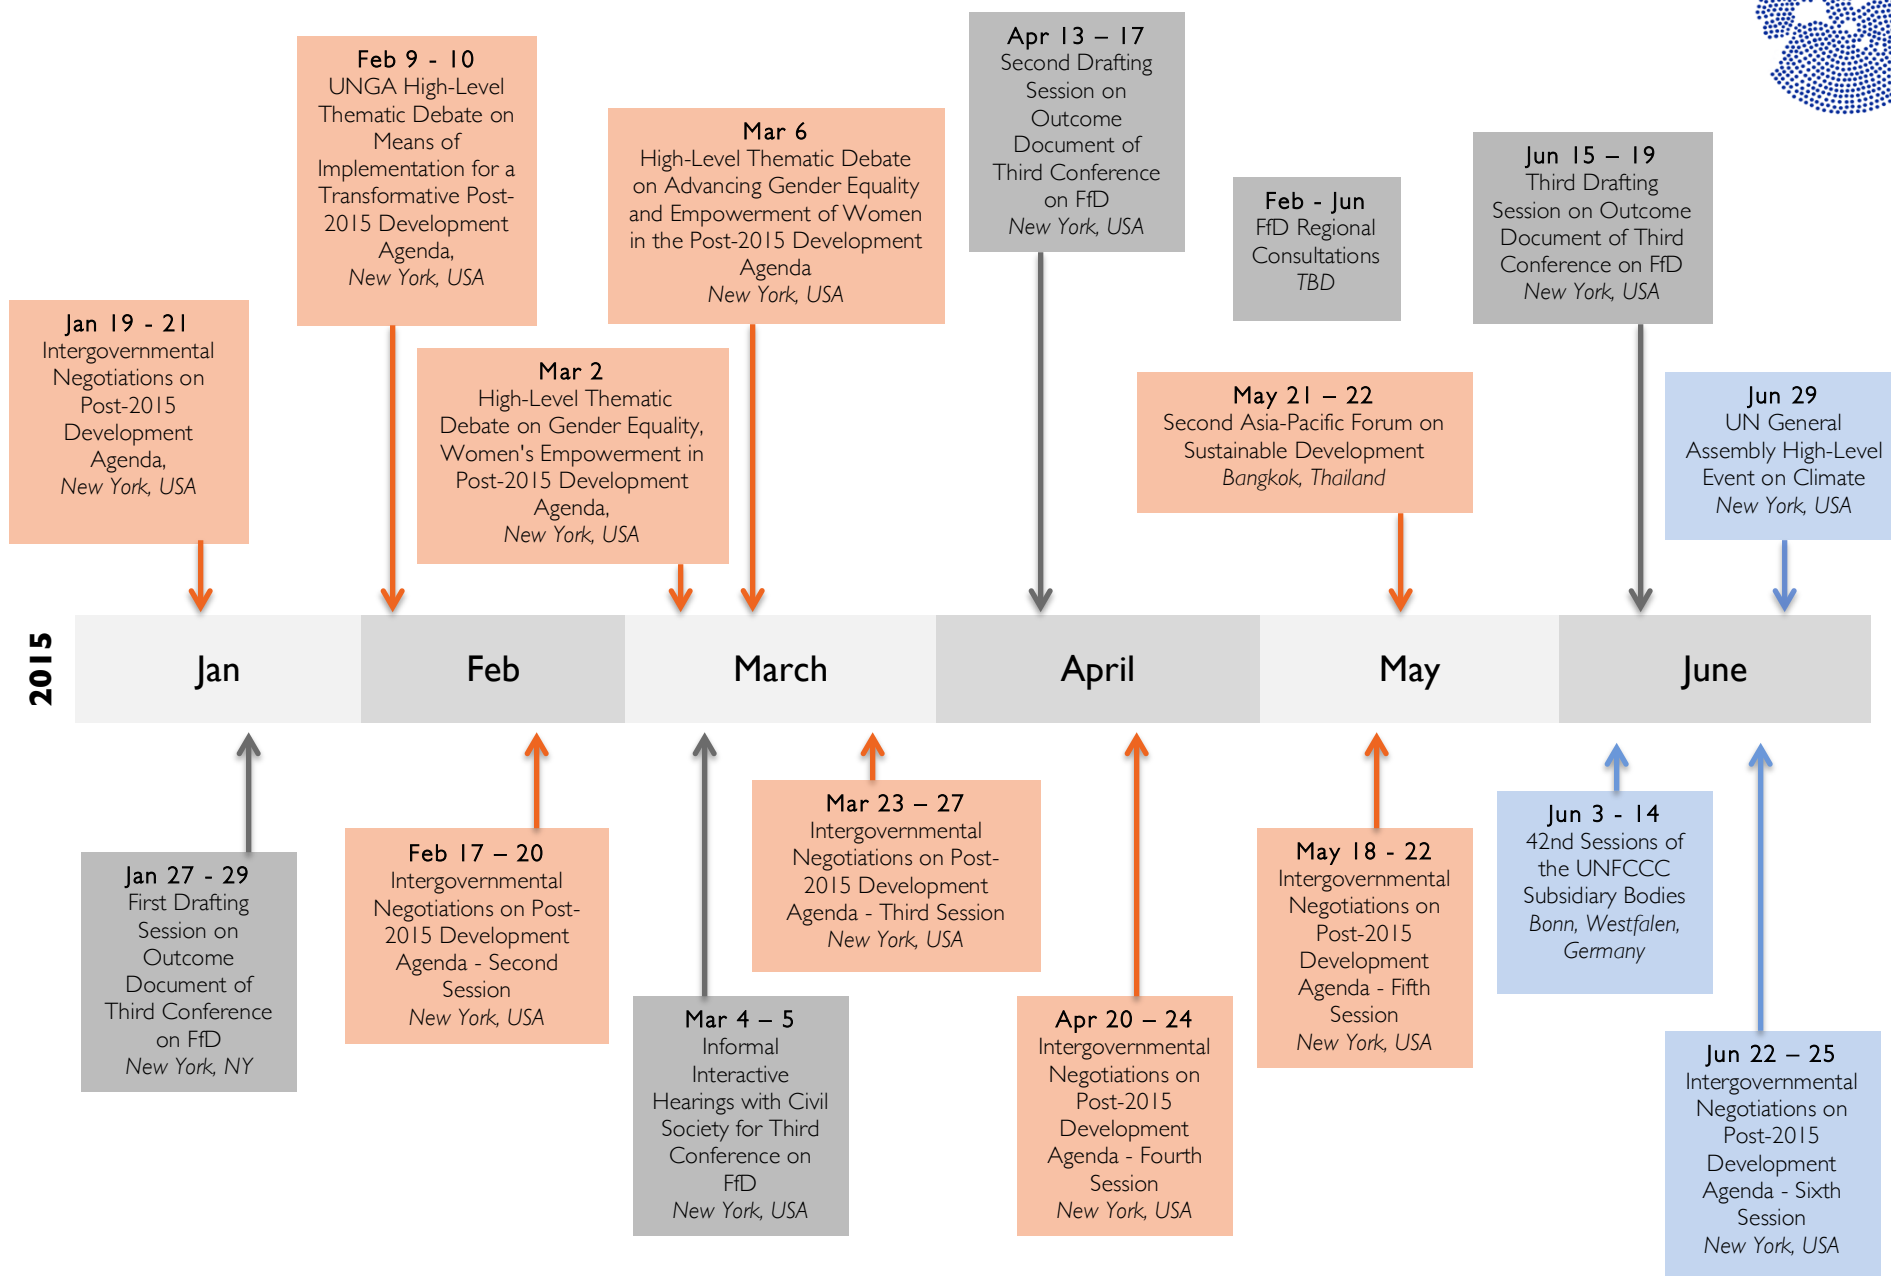 Feb 9 - 10
UNGA High-Level
Thematic Debate on
Means of
Implementation for a
Transformative Post-
2015 Development
Agenda,
New York, USA
Apr 13 – 17
Second Drafting
Session on
Outcome
Document of
Third Conference
on FfD
New York, USA
Mar 6
High-Level Thematic Debate
on Advancing Gender Equality
and Empowerment of Women
in the Post-2015 Development
Agenda
New York, USA
Jun 15 – 19
Third Drafting
Session on Outcome
Document of Third
Conference on FfD
New York, USA
Feb - Jun
FfD Regional
Consultations
TBD
Jan 19 - 21
Intergovernmental
Negotiations on
Post-2015
Development
Agenda,
New York, USA
Mar 2
High-Level Thematic
Debate on Gender Equality,
Women's Empowerment in
Post-2015 Development
Agenda,
New York, USA
May 21 – 22
Second Asia-Pacific Forum on
Sustainable Development
Bangkok, Thailand
Jun 29
UN General
Assembly High-Level
Event on Climate
New York, USA
2015
Jan
Feb
March
April
May
June
Jan 27 - 29
First Drafting
Session on
Outcome
Document of
Third Conference
on FfD
New York, NY
Feb 17 – 20
Intergovernmental
Negotiations on Post-
2015 Development
Agenda - Second
Session
New York, USA
Mar 4 – 5
Informal
Interactive
Hearings with Civil
Society for Third
Conference on
FfD
New York, USA
Mar 23 – 27
Intergovernmental
Negotiations on Post-
2015 Development
Agenda - Third Session
New York, USA
Apr 20 – 24
Intergovernmental
Negotiations on
Post-2015
Development
Agenda - Fourth
Session
New York, USA
May 18 - 22
Intergovernmental
Negotiations on
Post-2015
Development
Agenda - Fifth
Session
New York, USA
Jun 3 - 14
42nd Sessions of
the UNFCCC
Subsidiary Bodies
Bonn, Westfalen,
Germany
Jun 22 – 25
Intergovernmental
Negotiations on
Post-2015
Development
Agenda - Sixth
Session
New York, USA